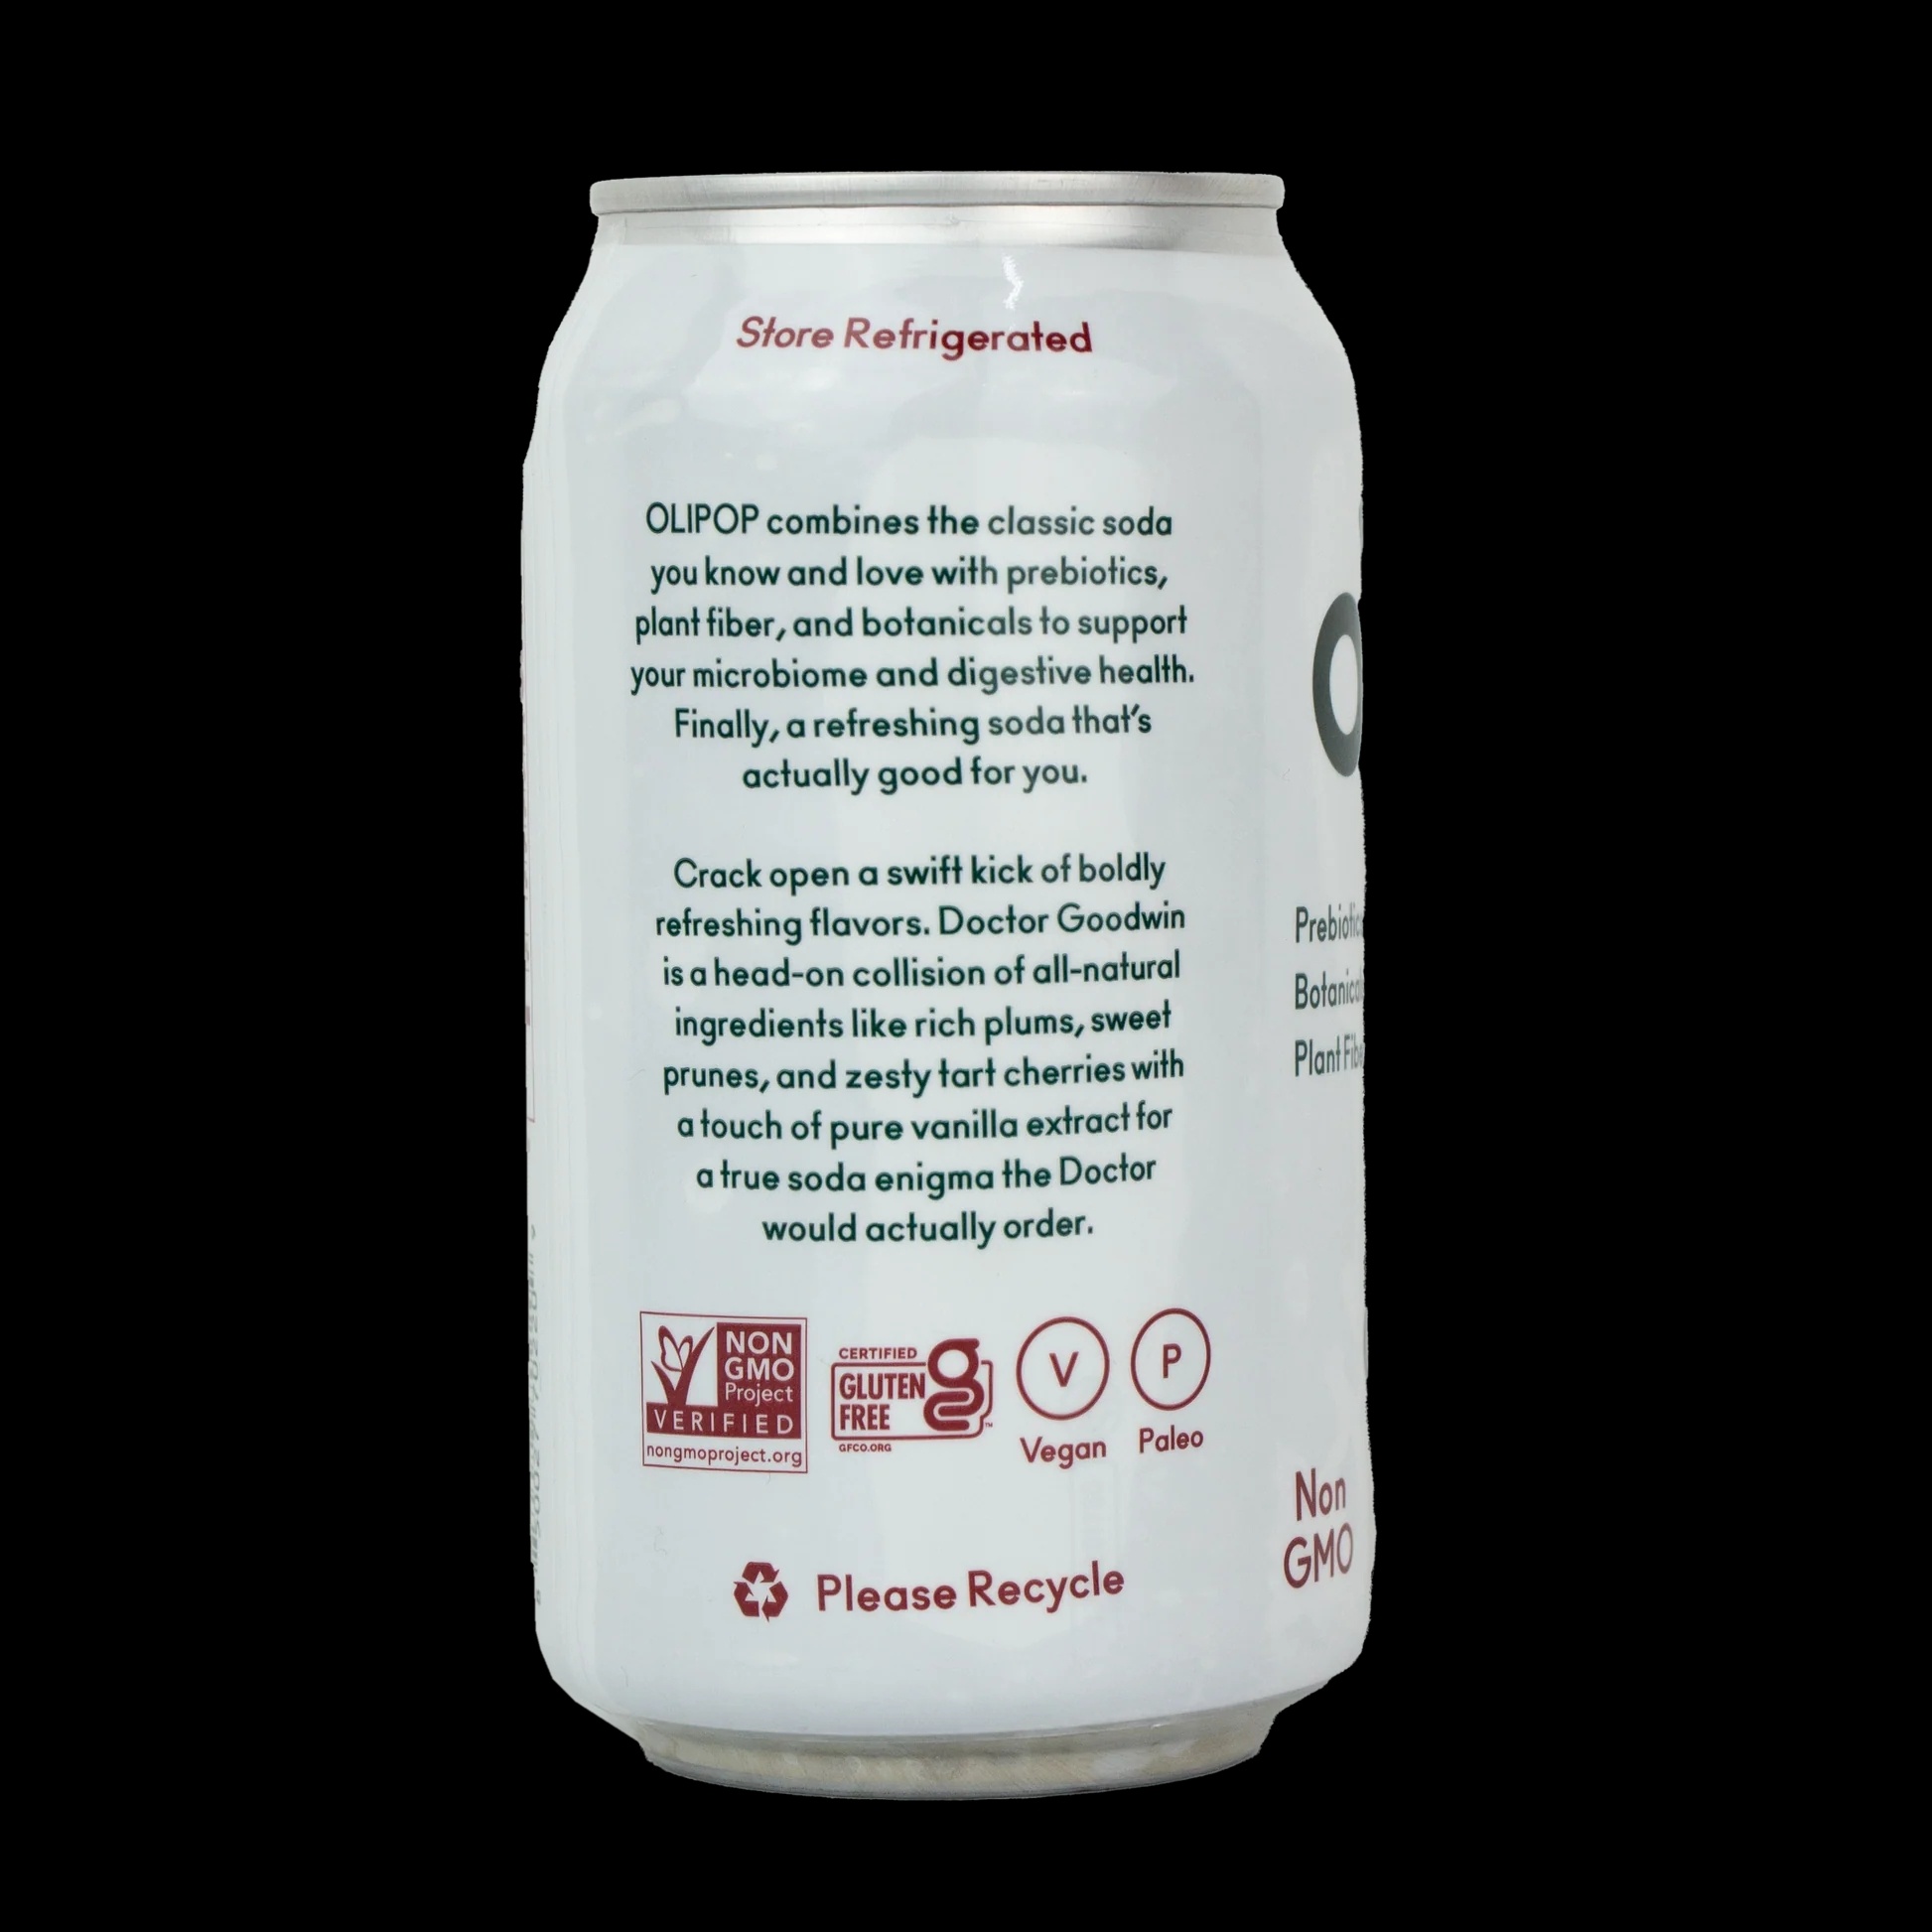 Store Refrigerated
OLIPOP combines the classic soda
you know and love with prebiotics,
plant fiber, and botanicals to support
your microbiome and digestive health.
Finally, a refreshing soda that's
actually good for you.
Crack open a swift kick of boldly
refreshing flavors. Doctor Goodwin
is a head-on collision of all-natural
ingredients like rich plums, sweet
prunes, and zesty tart cherries with
a touch of pure vanilla extract for
a true soda enigma the Doctor
would actually order.
NON
GMO
Project
VERIFIED
nongmoproject.org
CERTIFIED
GLUTEN
FREE
GFCO.ORG
V
Vegan
P
Paleo
Please Recycle
O
Plant
Non
GMO